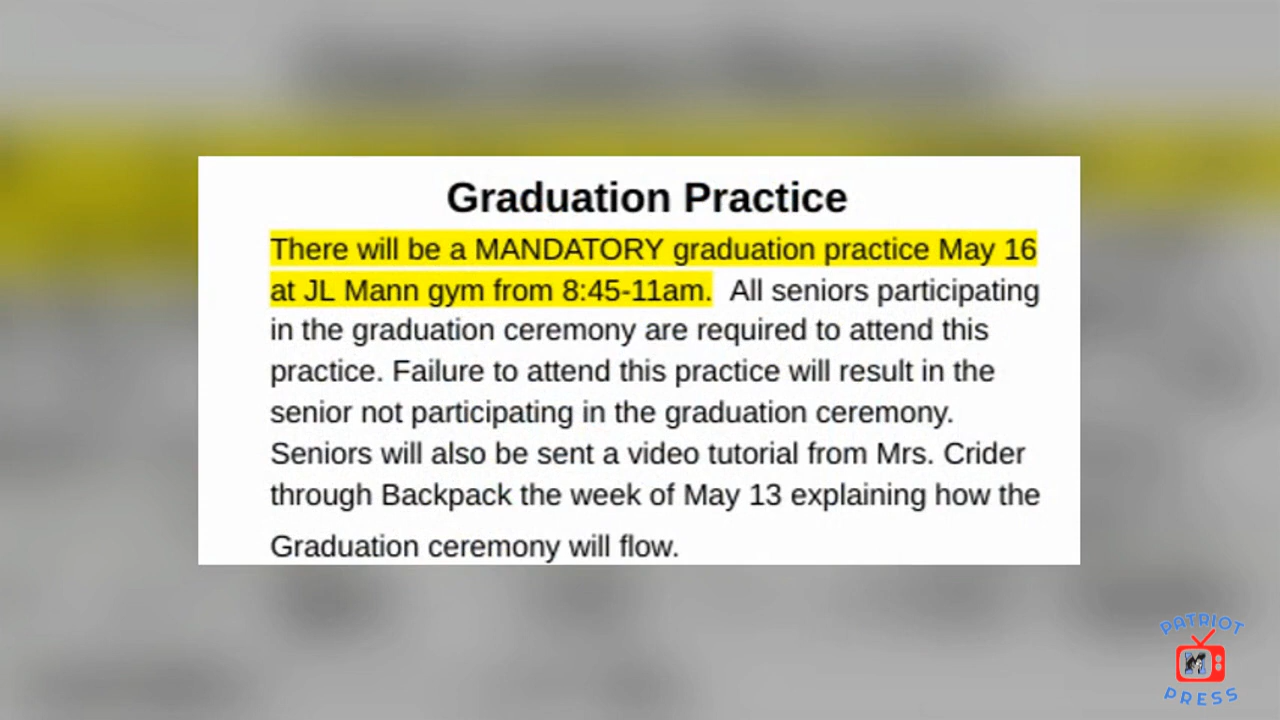 Graduation Practice
There will be a MANDATORY graduation practice May 16
at JL Mann gym from 8:45-11am. All seniors participating
in the graduation ceremony are required to attend this
practice. Failure to attend this practice will result in the
senior not participating in the graduation ceremony.
Seniors will also be sent a video tutorial from Mrs. Crider
through Backpack the week of May 13 explaining how the
Graduation ceremony will flow.
PATRIOT
M
PRESS